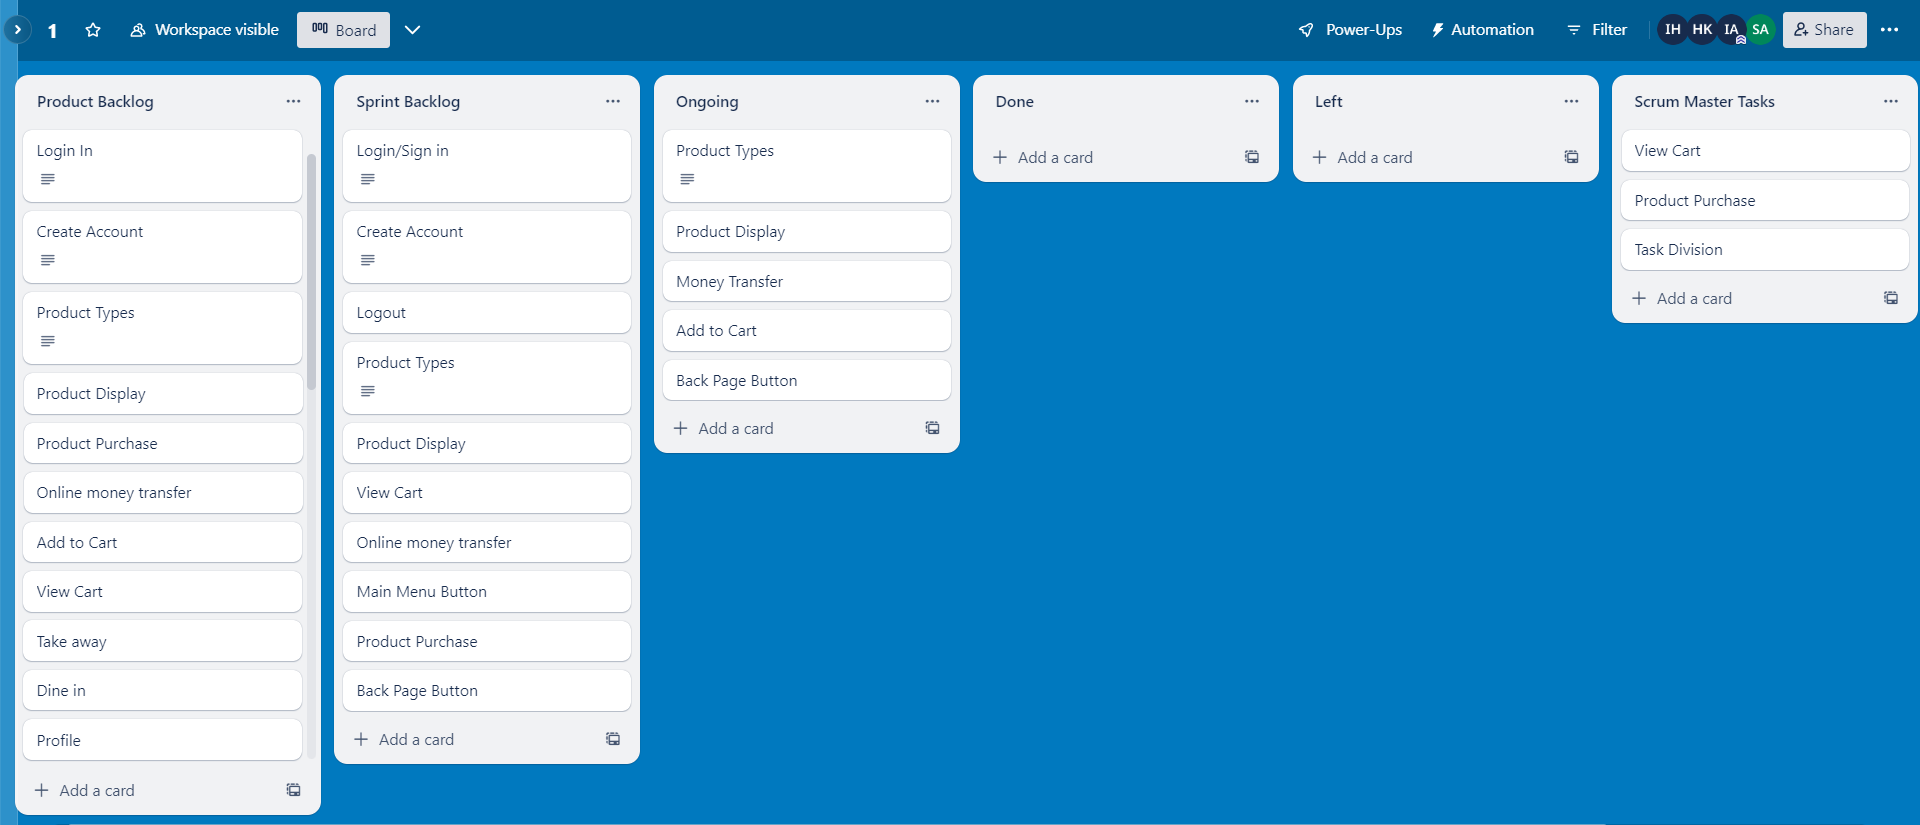 1
Workspace visible
Board
Power-Ups
Automation
Filter
IH
HK
IA
SA
Share
Product Backlog
Login In
Create Account
Product Types
Product Display
Product Purchase
Online money transfer
Add to Cart
View Cart
Take away
Dine in
Profile
Add a card
Sprint Backlog
Login/Sign in
Create Account
Logout
Product Types
Product Display
View Cart
Online money transfer
Main Menu Button
Product Purchase
Back Page Button
Add a card
Ongoing
Product Types
Product Display
Money Transfer
Add to Cart
Back Page Button
Add a card
Done
Add a card
Left
Add a card
Scrum Master Tasks
View Cart
Product Purchase
Task Division
Add a card